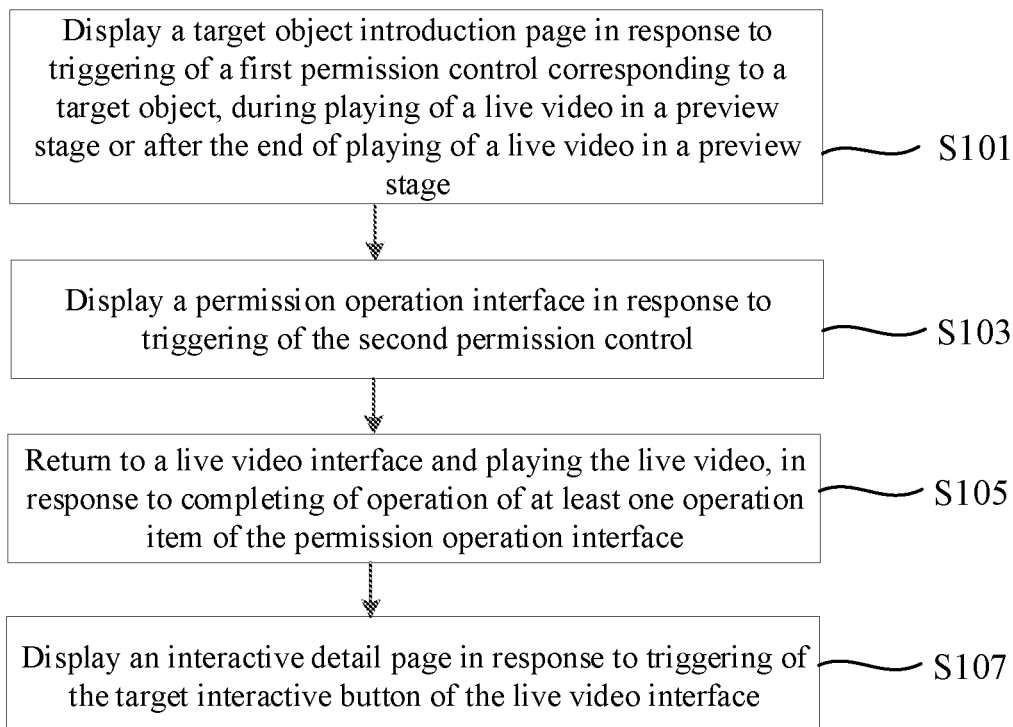 Display a target object introduction page in response to
triggering of a first permission control corresponding to a
target object, during playing of a live video in a preview
stage or after the end of playing of a live video in a preview
stage
S101
Display a permission operation interface in response to
triggering of the second permission control
S103
Return to a live video interface and playing the live video, in
response to completing of operation of at least one operation
item of the permission operation interface
S105
Display an interactive detail page in response to triggering of
the target interactive button of the live video interface
S107